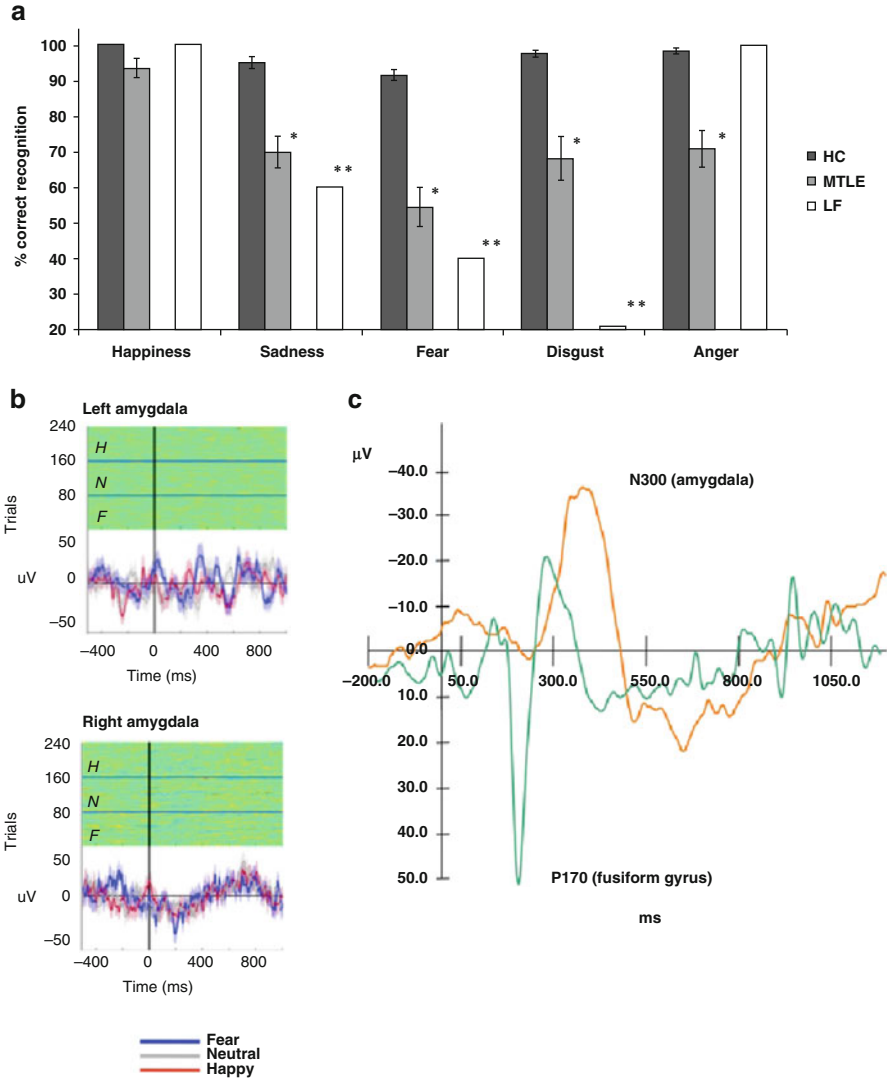 a
% correct recognition
100
90
80
70
60
50
40
30
20
*
**
*
**
*
**
*
Happiness
Sadness
Fear
Disgust
Anger
HC
MTLE
LF
b
Left amygdala
Trials
240
160
80
H
N
F
uV
50
0
–50
–400
0
400
800
Time (ms)
Right amygdala
Trials
240
160
80
H
N
F
uV
50
0
–50
–400
0
400
800
Time (ms)
Fear
Neutral
Happy
c
µV
–40.0
–30.0
–20.0
–10.0
0.0
10.0
20.0
30.0
40.0
50.0
N300 (amygdala)
–200.0
50.0
300.0
550.0
800.0
1050.0
P170 (fusiform gyrus)
ms